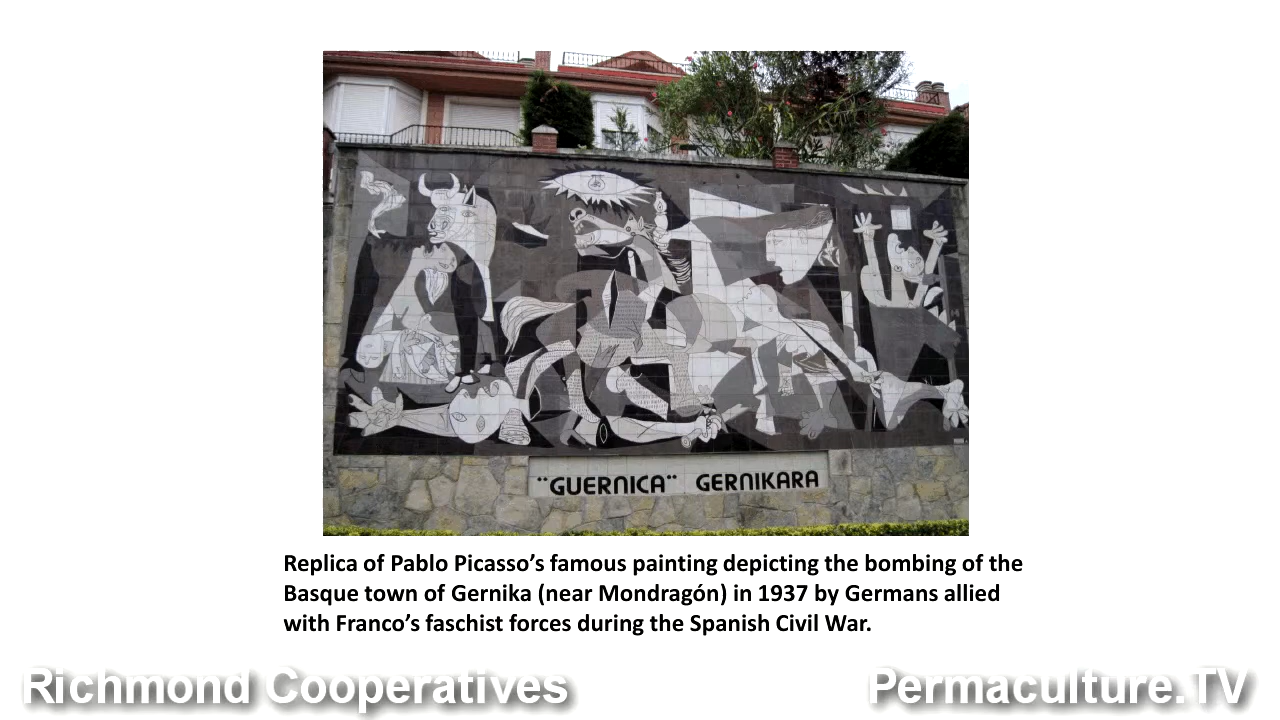 ¨GUERNICA¨ GERNIKARA
Replica of Pablo Picasso’s famous painting depicting the bombing of the
Basque town of Gernika (near Mondragón) in 1937 by Germans allied
with Franco’s faschist forces during the Spanish Civil War.
Richmond Cooperatives
Permaculture.TV